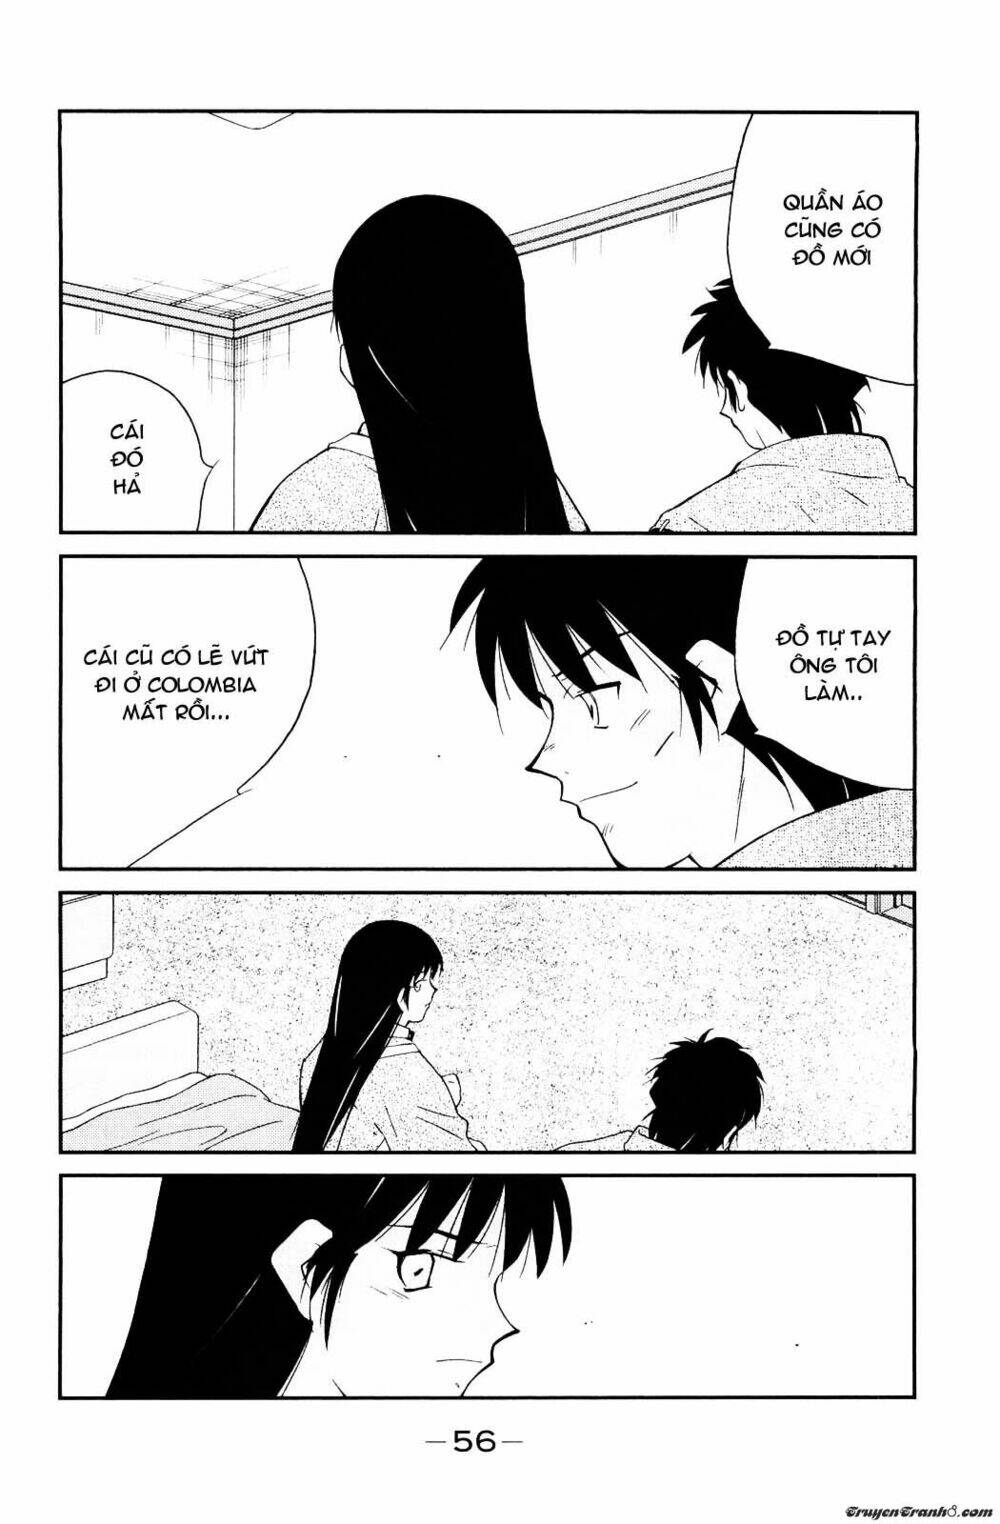 QUẦN ÁO
CŨNG CÓ
ĐỒ MỚI
CÁI
ĐÓ
HẢ
ĐỒ TỰ TAY
ÔNG TÔI
LÀM..
CÁI CŨ CÓ LẼ VỨT
ĐI Ở COLOMBIA
MẤT RỒI...
—56—
TruyenTranh8.com